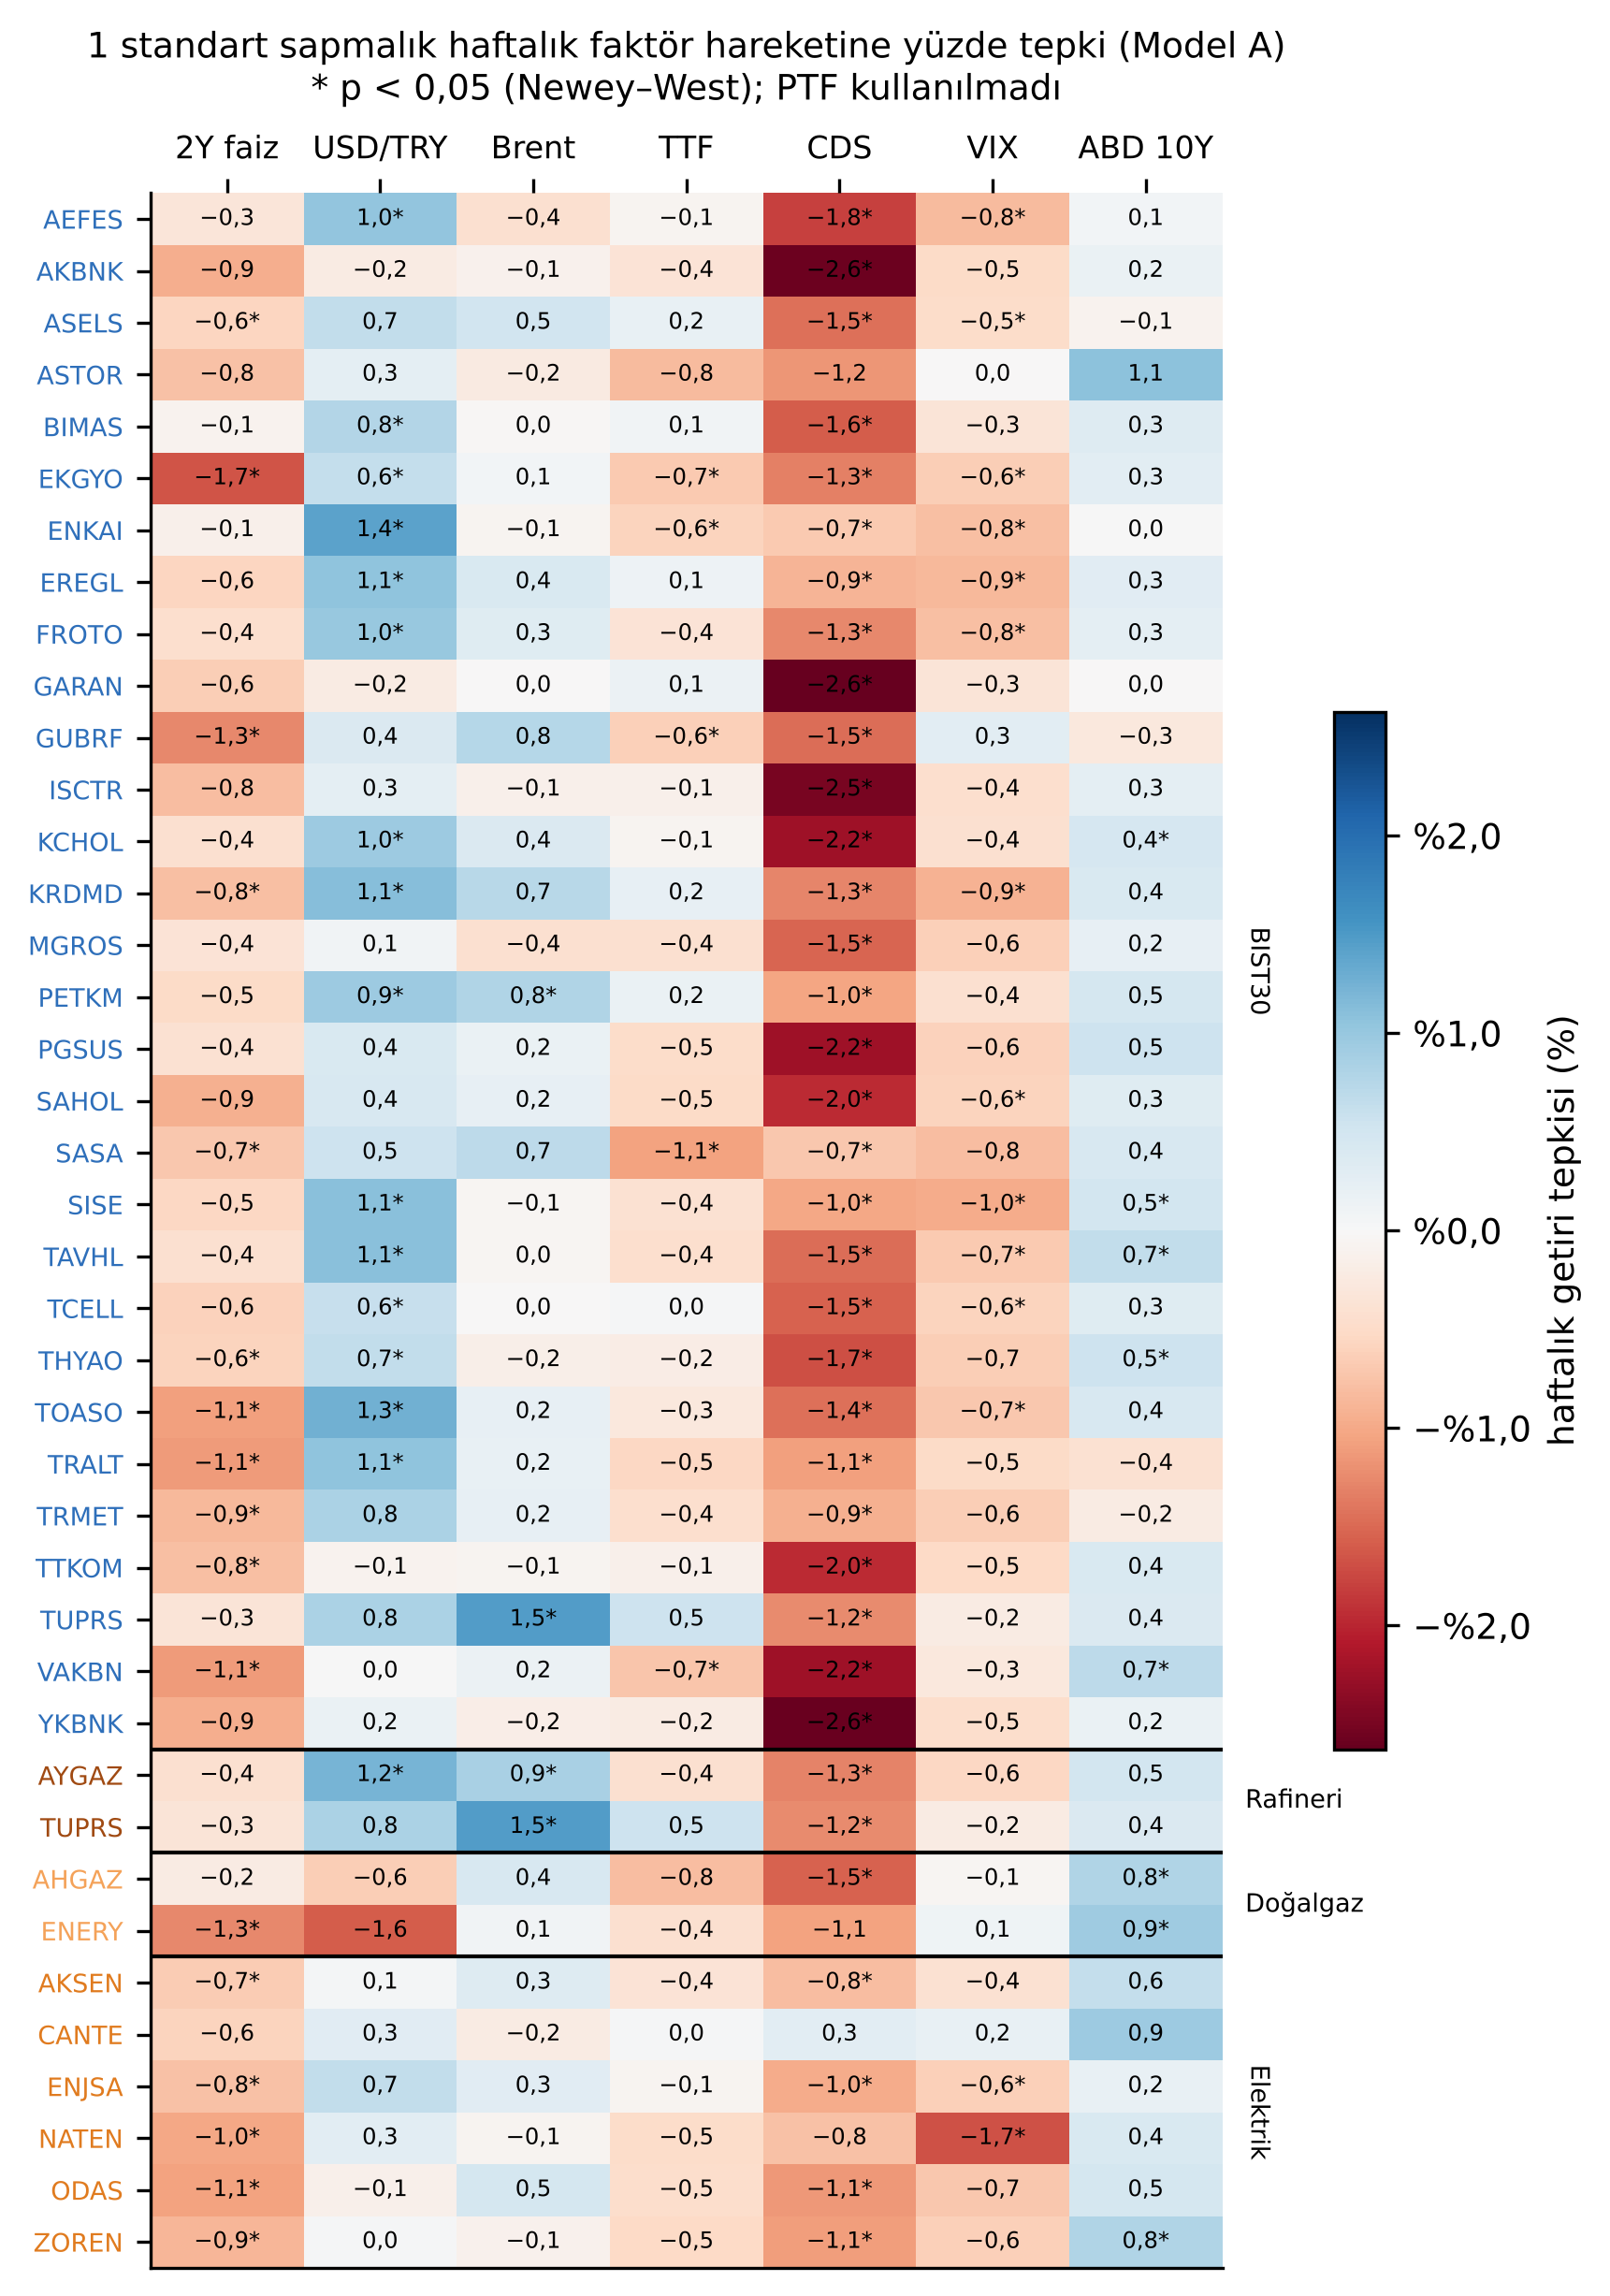 1 standart sapmalık haftalık faktör hareketine yüzde tepki (Model A)
* p < 0,05 (Newey–West); PTF kullanılmadı
2Y faiz USD/TRY Brent TTF CDS VIX ABD 10Y
AEFES −0,3 1,0* −0,4 −0,1 −1,8* −0,8* 0,1
AKBNK −0,9 −0,2 −0,1 −0,4 −2,6* −0,5 0,2
ASELS −0,6* 0,7 0,5 0,2 −1,5* −0,5* −0,1
ASTOR −0,8 0,3 −0,2 −0,8 −1,2 0,0 1,1
BIMAS −0,1 0,8* 0,0 0,1 −1,6* −0,3 0,3
EKGYO −1,7* 0,6* 0,1 −0,7* −1,3* −0,6* 0,3
ENKAI −0,1 1,4* −0,1 −0,6* −0,7* −0,8* 0,0
EREGL −0,6 1,1* 0,4 0,1 −0,9* −0,9* 0,3
FROTO −0,4 1,0* 0,3 −0,4 −1,3* −0,8* 0,3
GARAN −0,6 −0,2 0,0 0,1 −2,6* −0,3 0,0
GUBRF −1,3* 0,4 0,8 −0,6* −1,5* 0,3 −0,3
ISCTR −0,8 0,3 −0,1 −0,1 −2,5* −0,4 0,3
KCHOL −0,4 1,0* 0,4 −0,1 −2,2* −0,4 0,4*
KRDMD −0,8* 1,1* 0,7 0,2 −1,3* −0,9* 0,4
MGROS −0,4 0,1 −0,4 −0,4 −1,5* −0,6 0,2
PETKM −0,5 0,9* 0,8* 0,2 −1,0* −0,4 0,5
PGSUS −0,4 0,4 0,2 −0,5 −2,2* −0,6 0,5
SAHOL −0,9 0,4 0,2 −0,5 −2,0* −0,6* 0,3
SASA −0,7* 0,5 0,7 −1,1* −0,7* −0,8 0,4
SISE −0,5 1,1* −0,1 −0,4 −1,0* −1,0* 0,5*
TAVHL −0,4 1,1* 0,0 −0,4 −1,5* −0,7* 0,7*
TCELL −0,6 0,6* 0,0 0,0 −1,5* −0,6* 0,3
THYAO −0,6* 0,7* −0,2 −0,2 −1,7* −0,7 0,5*
TOASO −1,1* 1,3* 0,2 −0,3 −1,4* −0,7* 0,4
TRALT −1,1* 1,1* 0,2 −0,5 −1,1* −0,5 −0,4
TRMET −0,9* 0,8 0,2 −0,4 −0,9* −0,6 −0,2
TTKOM −0,8* −0,1 −0,1 −0,1 −2,0* −0,5 0,4
TUPRS −0,3 0,8 1,5* 0,5 −1,2* −0,2 0,4
VAKBN −1,1* 0,0 0,2 −0,7* −2,2* −0,3 0,7*
YKBNK −0,9 0,2 −0,2 −0,2 −2,6* −0,5 0,2
BIST30
AYGAZ −0,4 1,2* 0,9* −0,4 −1,3* −0,6 0,5
TUPRS −0,3 0,8 1,5* 0,5 −1,2* −0,2 0,4
Rafineri
AHGAZ −0,2 −0,6 0,4 −0,8 −1,5* −0,1 0,8*
ENERY −1,3* −1,6 0,1 −0,4 −1,1 0,1 0,9*
Doğalgaz
AKSEN −0,7* 0,1 0,3 −0,4 −0,8* −0,4 0,6
CANTE −0,6 0,3 −0,2 0,0 0,3 0,2 0,9
ENJSA −0,8* 0,7 0,3 −0,1 −1,0* −0,6* 0,2
NATEN −1,0* 0,3 −0,1 −0,5 −0,8 −1,7* 0,4
ODAS −1,1* −0,1 0,5 −0,5 −1,1* −0,7 0,5
ZOREN −0,9* 0,0 −0,1 −0,5 −1,1* −0,6 0,8*
Elektrik
%2,0
%1,0
%0,0
−%1,0
−%2,0
haftalık getiri tepkisi (%)